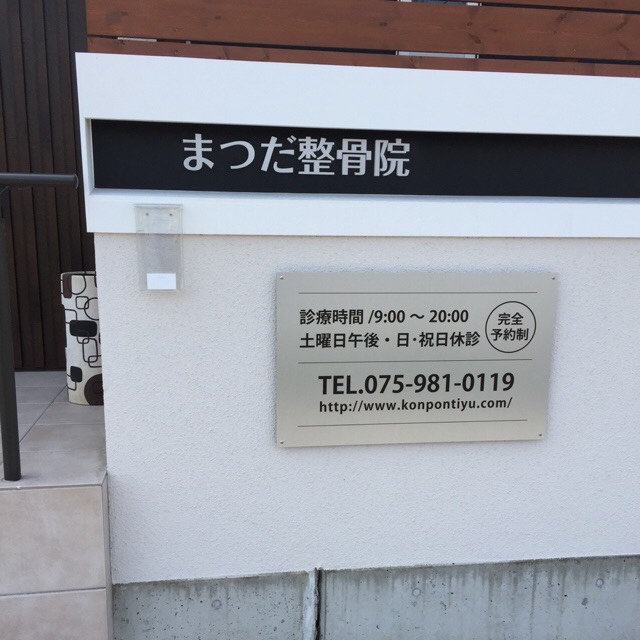 まつだ整骨院
診療時間/9:00～20:00
土曜日午後・日・祝日休診
完全
予約制
TEL.075-981-0119
http://www.konpontiyu.com/